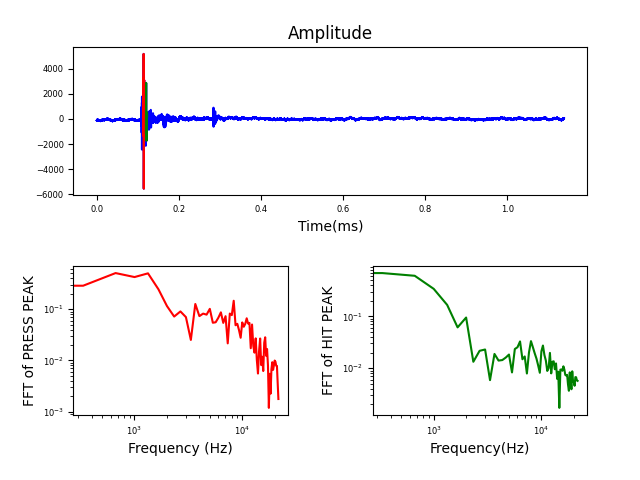 Amplitude
4000
2000
0
−2000
−4000
−6000
0.0 0.2 0.4 0.6 0.8 1.0
Time(ms)
FFT of PRESS PEAK
10⁻¹
10⁻²
10⁻³
10³ 10⁴
Frequency (Hz)
FFT of HIT PEAK
10⁻¹
10⁻²
10³ 10⁴
Frequency(Hz)